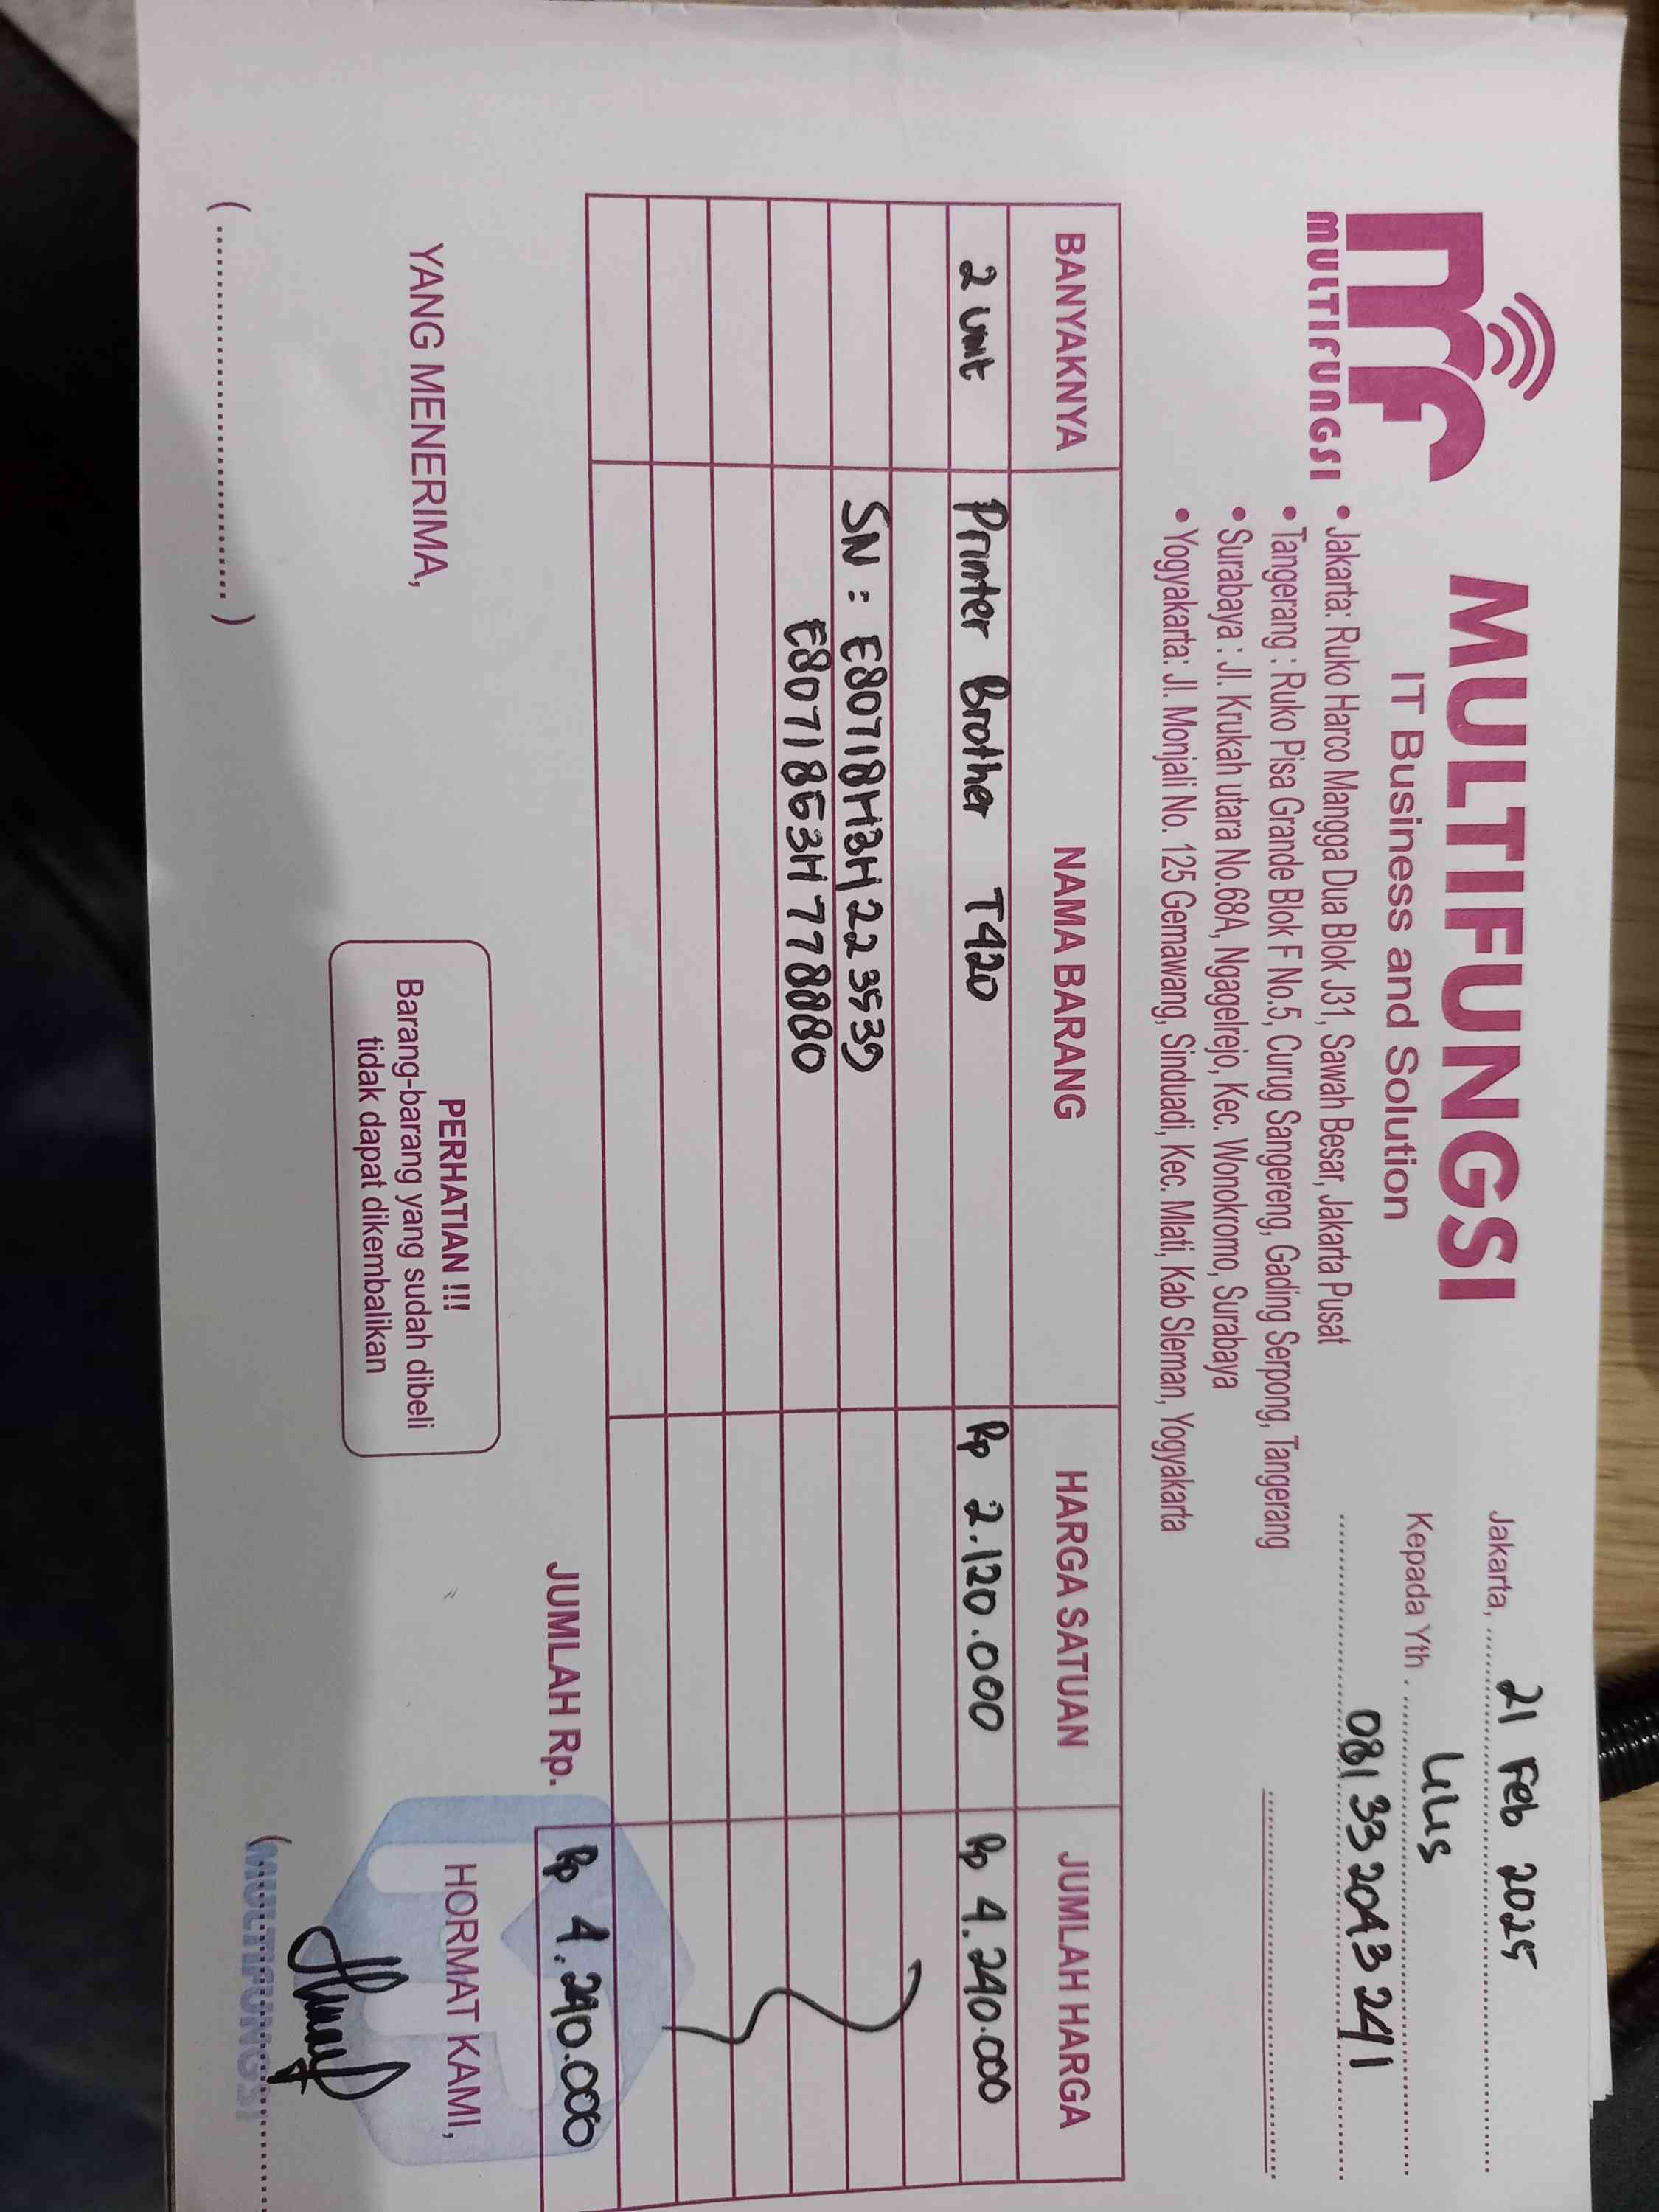 MULTIFUNGSI
MULTIFUNGSI
IT Business and Solution
• Jakarta: Ruko Harco Mangga Dua Blok J31, Sawah Besar, Jakarta Pusat
• Tangerang : Ruko Pisa Grande Blok F No.5, Curug Sangereng, Gading Serpong, Tangerang
• Surabaya : Jl. Krukah utara No.68A, Ngagelrejo, Kec. Wonokromo, Surabaya
• Yogyakarta: Jl. Monjali No. 125 Gemawang, Sinduadi, Kec. Mlati, Kab Sleman, Yogyakarta
Jakarta, 21 Feb 2025
Kepada Yth. Lilis
081 33 20A3 241
BANYAKNYA NAMA BARANG HARGA SATUAN JUMLAH HARGA
2 unit Printer Brother T420 Rp 2.120.000 Rp 4.240.000
SN : E80718H3H223539
E80718G3H778880
JUMLAH Rp. Rp 4.240.000
YANG MENERIMA,
PERHATIAN !!!
Barang-barang yang sudah dibeli
tidak dapat dikembalikan
HORMAT KAMI,
(..............................)
MULTIFUNGSI